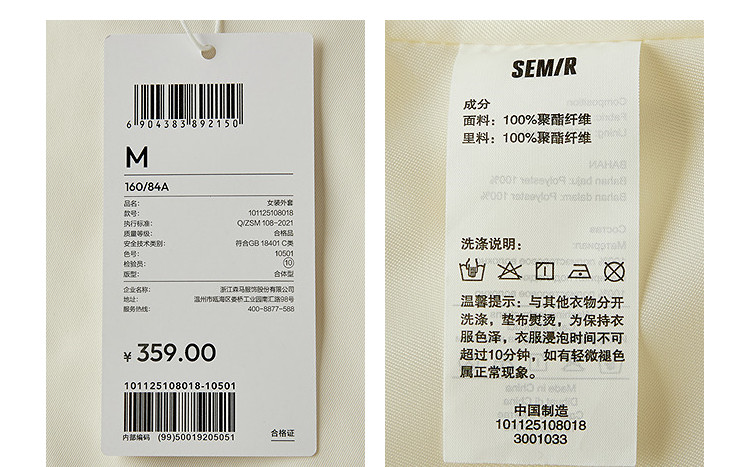 6 904383 892150
M
160/84A
品名: 女装外套
款号: 101125108018
执行标准: Q/ZSM 108-2021
质量等级: 合格品
安全技术类别: 符合GB 18401 C类
色号: 10501
检验员: ⑩
版型: 合体型
企业名称: 浙江森马服饰股份有限公司
地址: 温州市瓯海区娄桥工业园南汇路98号
服务热线: 400-8877-588
¥ 359.00
101125108018-10501
内部编码 (99)50019205051
合格证
SEMIR
成分
面料：100%聚酯纤维
里料：100%聚酯纤维
洗涤说明：
温馨提示：与其他衣物分开
洗涤，垫布熨烫，为保持衣
服色泽，衣服浸泡时间不可
超过10分钟，如有轻微褪色
属正常现象。
中国制造
101125108018
3001033